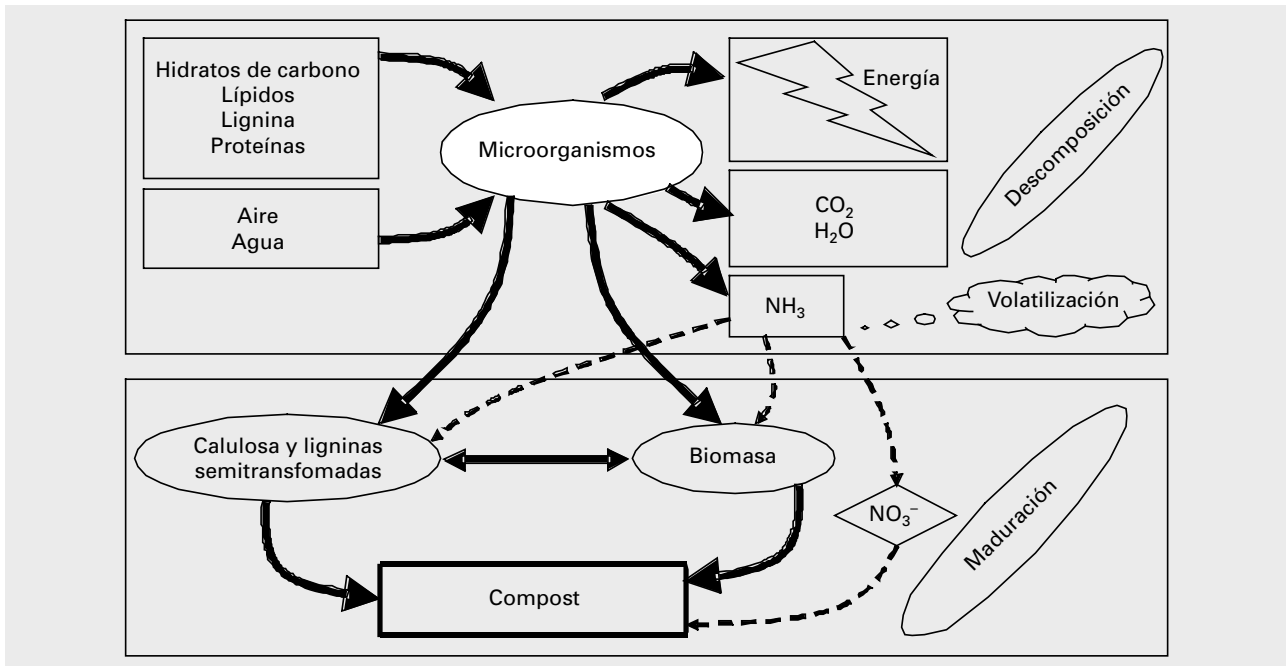 Hidratos de carbono
Lípidos
Lignina
Proteínas
Aire
Agua
Microorganismos
Energía
CO₂
H₂O
NH₃
Descomposición
Volatilización
Calulosa y ligninas
semitransfomadas
Biomasa
NO₃⁻
Maduración
Compost